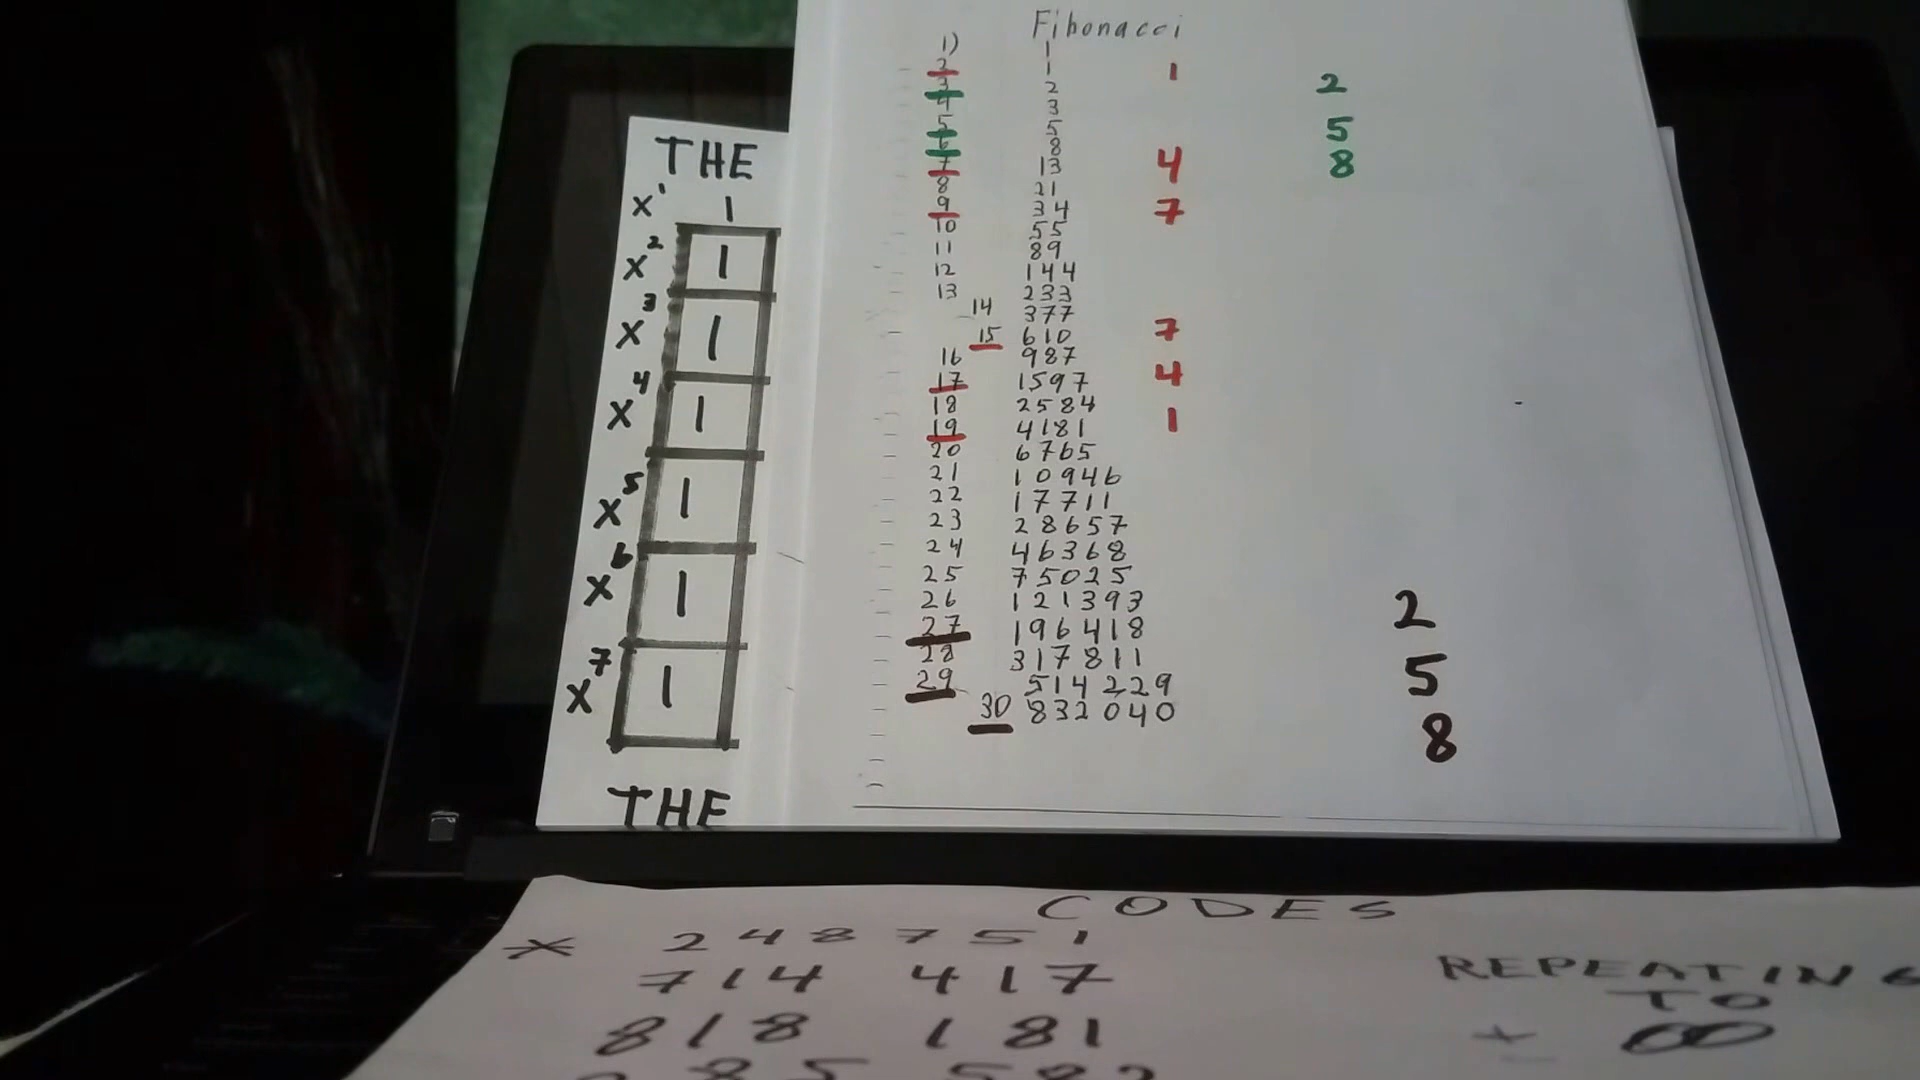 THE
x¹ 1
x² 1
x³ 1
x⁴ 1
x⁵ 1
x⁶ 1
x⁷ 1
THE
Fibonacci
1) 1
2 1 1
3 2 2
4 3
5 5 5
6 8 8
7 13 4
8 21
9 34 7
10 55
11 89
12 144
13 233
14 377
15 610 7
16 987
17 1597 4
18 2584
19 4181 1
20 6765
21 10946
22 17711
23 28657
24 46368
25 75025
26 121393
27 196418 2
28 317811
29 514229 5
30 832040 8
CODES
* 248751
714 417
818 181
REPEATING
TO
+ ∞